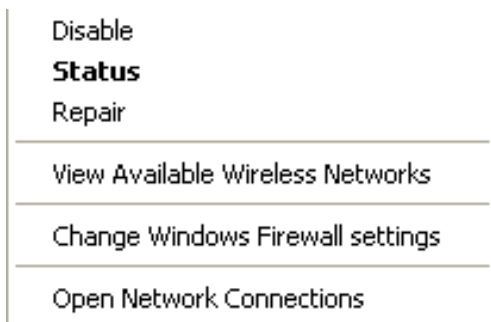 Disable
Status
Repair
View Available Wireless Networks
Change Windows Firewall settings
Open Network Connections